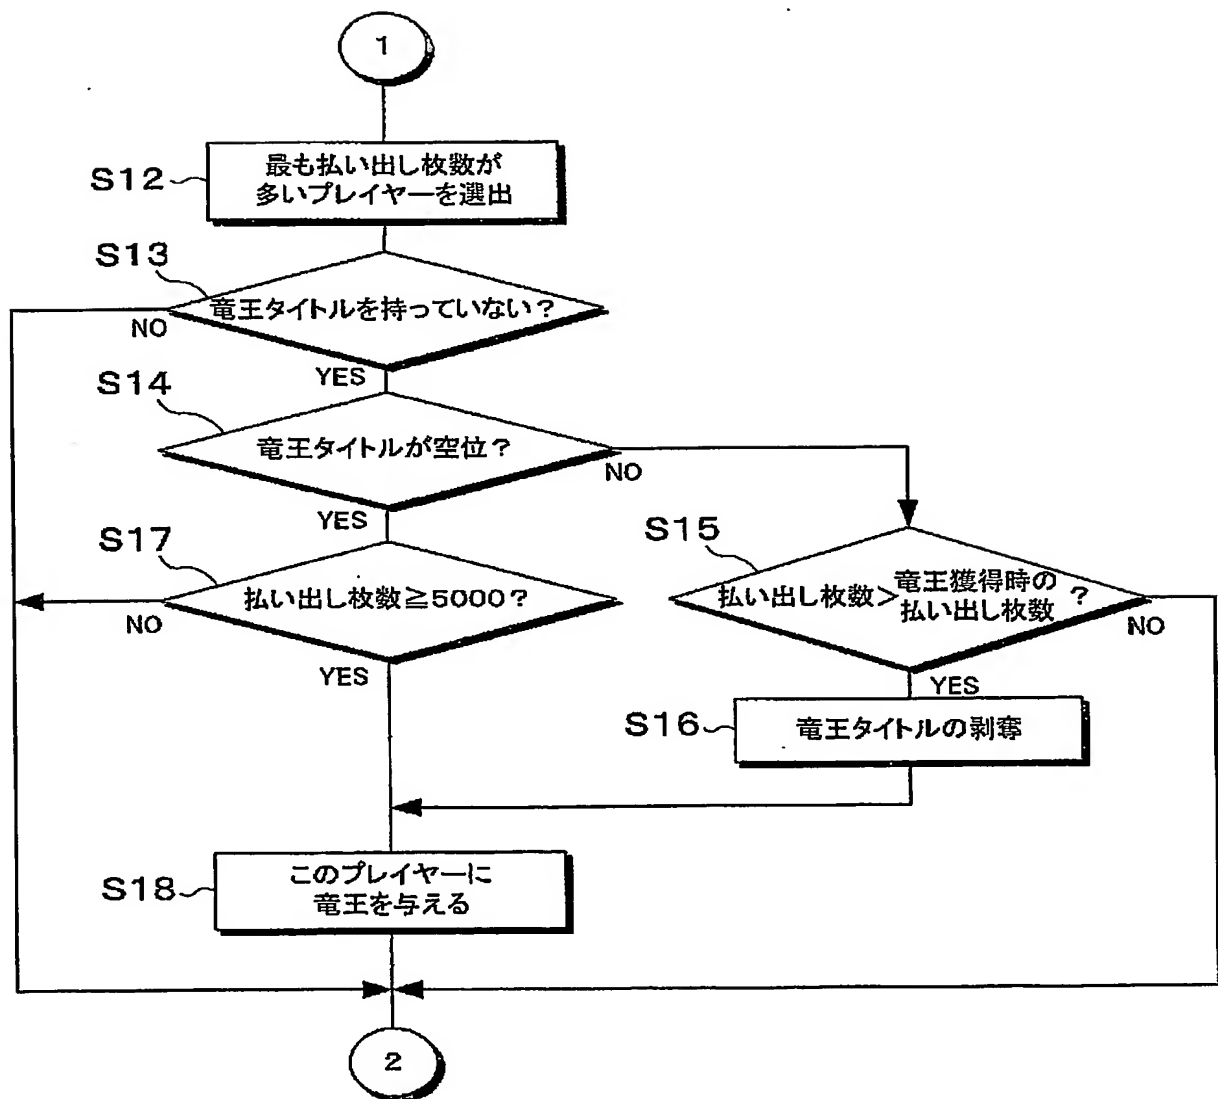 1
S12
最も払い出し枚数が
多いプレイヤーを選出
S13
竜王タイトルを持っていない?
NO
YES
S14
竜王タイトルが空位?
NO
YES
S17
払い出し枚数≧5000?
NO
YES
S15
払い出し枚数>竜王獲得時の
払い出し枚数?
NO
YES
S16
竜王タイトルの剥奪
S18
このプレイヤーに
竜王を与える
2